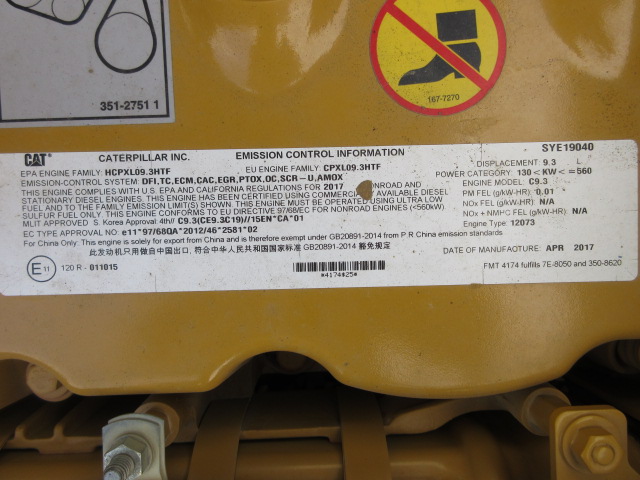 351-2751 1
167-7270
CAT CATERPILLAR INC. EMISSION CONTROL INFORMATION SYE19040
EPA ENGINE FAMILY: HCPXL09.3HTF EU ENGINE FAMILY: CPXL09.3HTF DISPLACEMENT: 9.3 L
EMISSION-CONTROL SYSTEM: DFI,TC,ECM,CAC,EGR,PTOX,OC,SCR-U,AMOX POWER CATEGORY: 130<KW<=560
THIS ENGINE COMPLIES WITH U.S. EPA AND CALIFORNIA REGULATIONS FOR 2017 NONROAD AND ENGINE MODEL: C9.3
STATIONARY DIESEL ENGINES. THIS ENGINE HAS BEEN CERTIFIED USING COMMERCIALLY AVAILABLE DIESEL PM FEL (g/kW-HR): 0.01
FUEL AND TO THE FAMILY EMISSION LIMIT(S) SHOWN. THIS ENGINE MUST BE OPERATED USING ULTRA LOW NOx FEL (g/kW-HR): N/A
SULFUR FUEL ONLY. THIS ENGINE CONFORMS TO EU DIRECTIVE 97/68/EC FOR NONROAD ENGINES (<560kW). NOx + NMHC FEL (g/kW-HR): N/A
MLIT APPROVED S. Korea Approval: 4th// C9.3(CE9.3C19)//15EN"CA"01 Engine Type: 12073
EC TYPE APPROVAL NO: e11*97/68QA*2012/46*2581*02
For China Only: This engine is solely for export from China and is therefore exempt under GB20891-2014 from P.R China emission standards
此发动机只用做自中国出口, 符合中华人民共和国国家标准 GB20891-2014 豁免规定 DATE OF MANUFACTURE: APR 2017
E11 120 R - 011015 *4174#25* FMT 4174 fulfills 7E-8050 and 350-8620